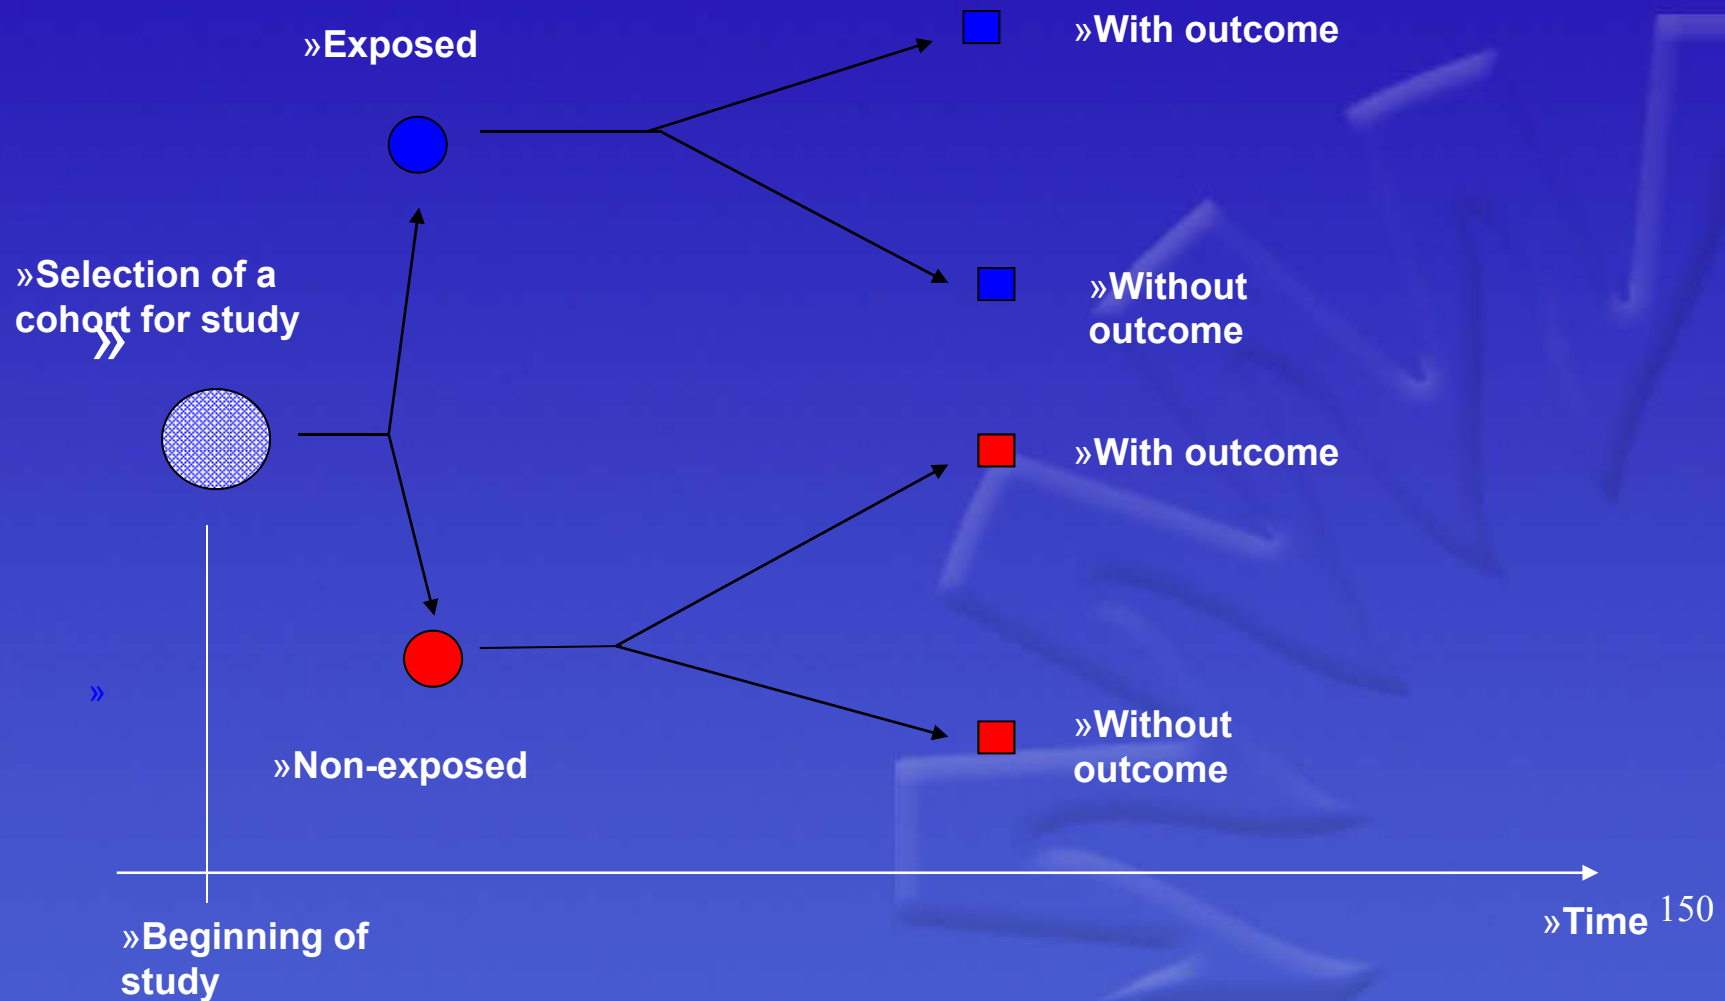 »Exposed
»With outcome
»Selection of a
cohort for study
»
»Without
outcome
»With outcome
»
»Non-exposed
»Without
outcome
»Beginning of
study
»Time
150